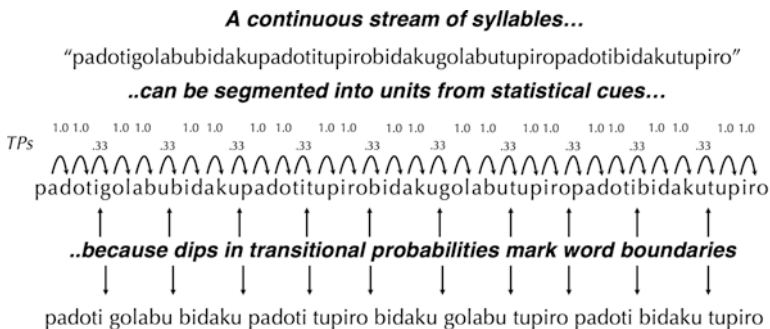 A continuous stream of syllables…
“padotigolabubidakupadotitupirobidakugolabutupiropadotibidakutupiro”
..can be segmented into units from statistical cues…
1.0 1.0 1.0 1.0 1.0 1.0 1.0 1.0 1.0 1.0 1.0 1.0 1.0 1.0 1.0 1.0 1.0 1.0 1.0 1.0 1.0 1.0
TPs .33 .33 .33 .33 .33 .33 .33 .33 .33 .33
padotigolabubidakupadotitupirobidakugolabutupiropadotibidakutupiro
..because dips in transitional probabilities mark word boundaries
padoti golabu bidaku padoti tupiro bidaku golabu tupiro padoti bidaku tupiro